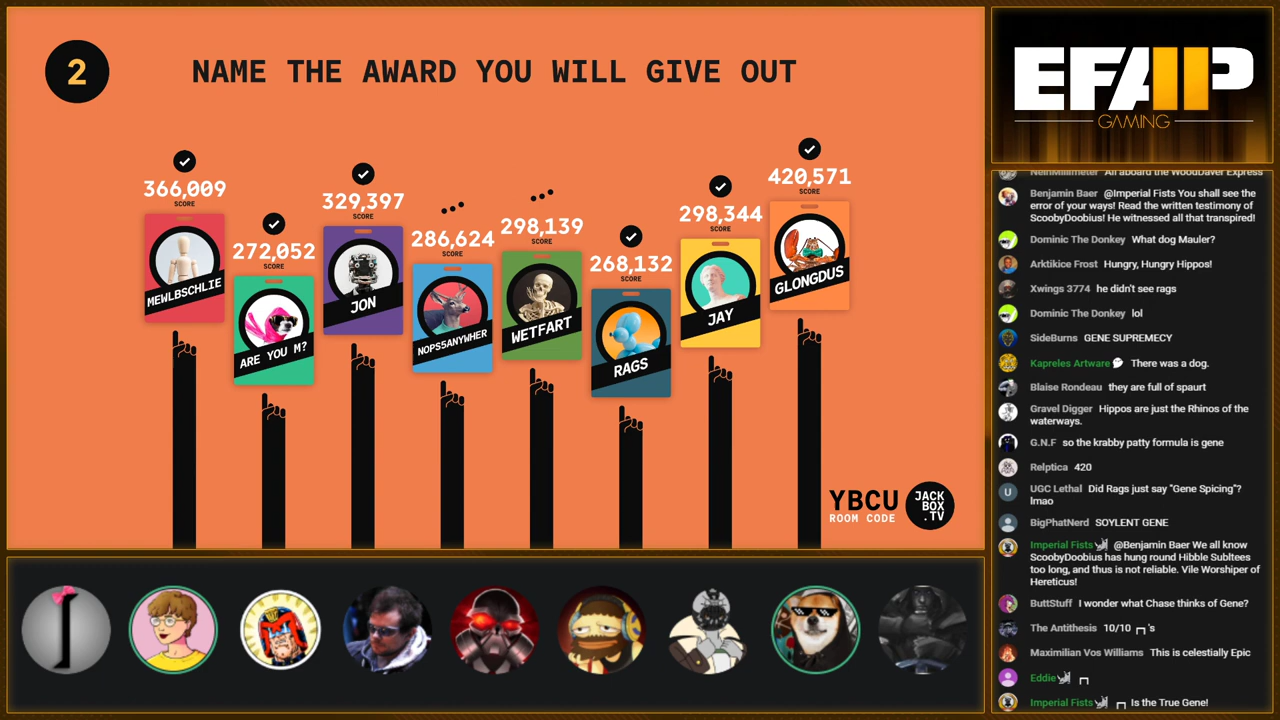 2
NAME THE AWARD YOU WILL GIVE OUT
366,009
SCORE
MEWLBSCHLIE
272,052
SCORE
ARE YOU M?
329,397
SCORE
JON
286,624
SCORE
NOPS5ANYWHER
298,139
SCORE
WETFART
268,132
SCORE
RAGS
298,344
SCORE
JAY
420,571
SCORE
GLONGDUS
YBCU
ROOM CODE
JACK
BOX
.TV
EFAP
GAMING
NeinMillmeter All aboard the WoodDaver Express
Benjamin Baer @Imperial Fists You shall see the
error of your ways! Read the written testimony of
ScoobyDoobius! He witnessed all that transpired!
Dominic The Donkey What dog Mauler?
Arktikice Frost Hungry, Hungry Hippos!
Xwings 3774 he didn't see rags
Dominic The Donkey lol
SideBurns GENE SUPREMECY
Kapreles Artware There was a dog.
Blaise Rondeau they are full of spaurt
Gravel Digger Hippos are just the Rhinos of the
waterways.
G.N.F so the krabby patty formula is gene
Relptica 420
UGC Lethal Did Rags just say "Gene Spicing"?
lmao
BigPhatNerd SOYLENT GENE
Imperial Fists @Benjamin Baer We all know
ScoobyDoobius has hung round Hibble Subltees
too long, and thus is not reliable. Vile Worshiper of
Hereticus!
ButtStuff I wonder what Chase thinks of Gene?
The Antithesis 10/10 ┌┐'s
Maximilian Vos Williams This is celestially Epic
Eddie ┌┐
Imperial Fists ┌┐ Is the True Gene!